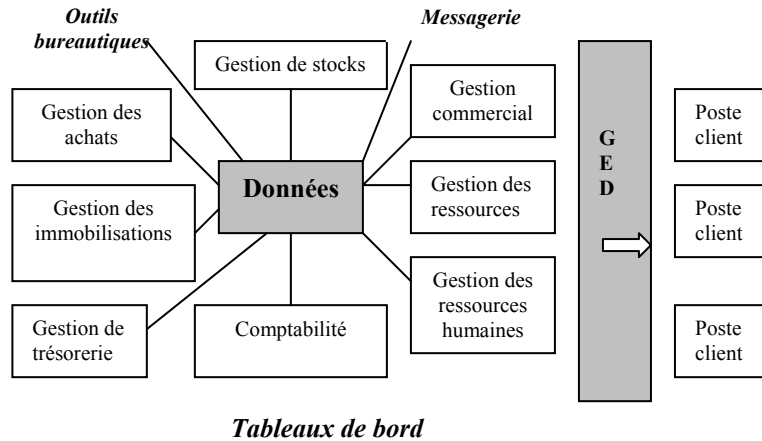 Outils
bureautiques
Messagerie
Gestion de stocks
Gestion
commercial
Gestion des
achats
Données
Gestion des
immobilisations
Gestion des
ressources
Gestion de
trésorerie
Comptabilité
Gestion des
ressources
humaines
G
E
D
Poste
client
Poste
client
Poste
client
Tableaux de bord